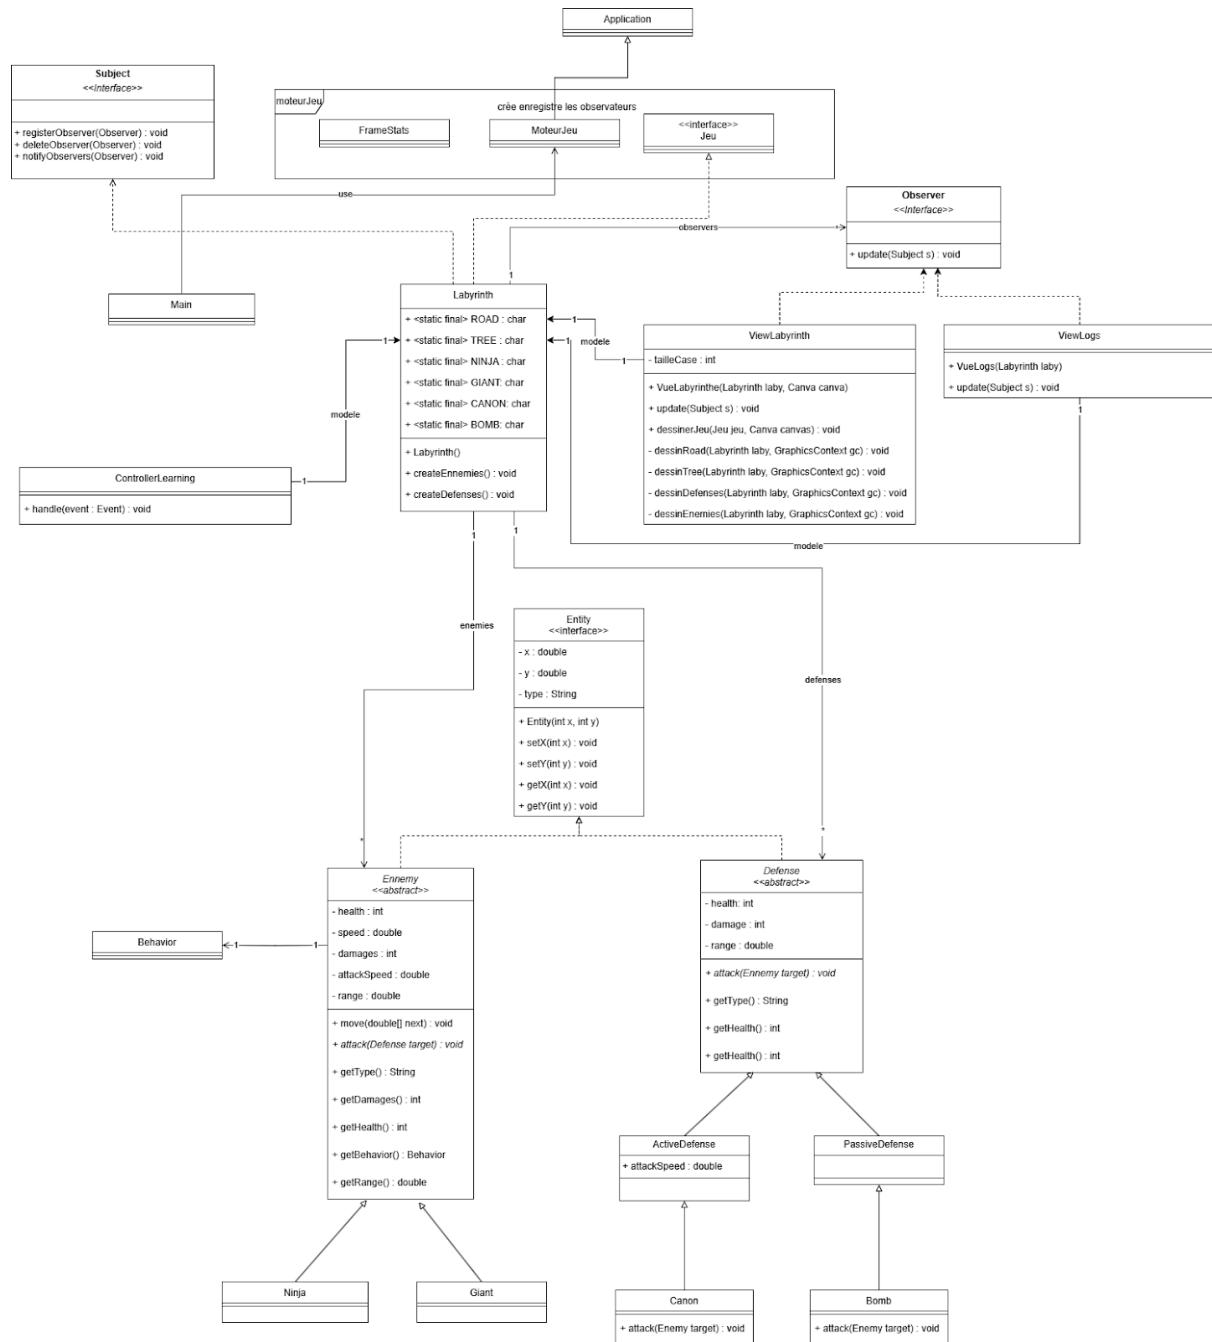 Application
Subject
<<Interface>>
+ registerObserver(Observer) : void
+ deleteObserver(Observer) : void
+ notifyObservers(Observer) : void
moteurJeu
crée enregistre les observateurs
FrameStats
MoteurJeu
<<interface>>
Jeu
use
Observer
<<Interface>>
+ update(Subject s) : void
observers
*
1
Main
Labyrinth
+ <static final> ROAD : char
+ <static final> TREE : char
+ <static final> NINJA : char
+ <static final> GIANT: char
+ <static final> CANON: char
+ <static final> BOMB: char
+ Labyrinth()
+ createEnnemies() : void
+ createDefenses() : void
1
modele
1
1
1
modele
1
ViewLabyrinth
- tailleCase : int
+ VueLabyrinthe(Labyrinth laby, Canva canva)
+ update(Subject s) : void
+ dessinerJeu(Jeu jeu, Canva canvas) : void
- dessinRoad(Labyrinth laby, GraphicsContext gc) : void
- dessinTree(Labyrinth laby, GraphicsContext gc) : void
- dessinDefenses(Labyrinth laby, GraphicsContext gc) : void
- dessinEnemies(Labyrinth laby, GraphicsContext gc) : void
ViewLogs
+ VueLogs(Labyrinth laby)
+ update(Subject s) : void
1
modele
ControllerLearning
+ handle(event : Event) : void
1
1
1
enemies
defenses
Entity
<<interface>>
- x : double
- y : double
- type : String
+ Entity(int x, int y)
+ setX(int x) : void
+ setY(int y) : void
+ getX(int x) : void
+ getY(int y) : void
*
*
Ennemy
<<abstract>>
- health : int
- speed : double
- damages : int
- attackSpeed : double
- range : double
+ move(double[] next) : void
+ attack(Defense target) : void
+ getType() : String
+ getDamages() : int
+ getHealth() : int
+ getBehavior() : Behavior
+ getRange() : double
Behavior
1
1
Defense
<<abstract>>
- health: int
- damage : int
- range : double
+ attack(Ennemy target) : void
+ getType() : String
+ getHealth() : int
+ getHealth() : int
ActiveDefense
+ attackSpeed : double
PassiveDefense
Ninja
Giant
Canon
+ attack(Enemy target) : void
Bomb
+ attack(Enemy target) : void